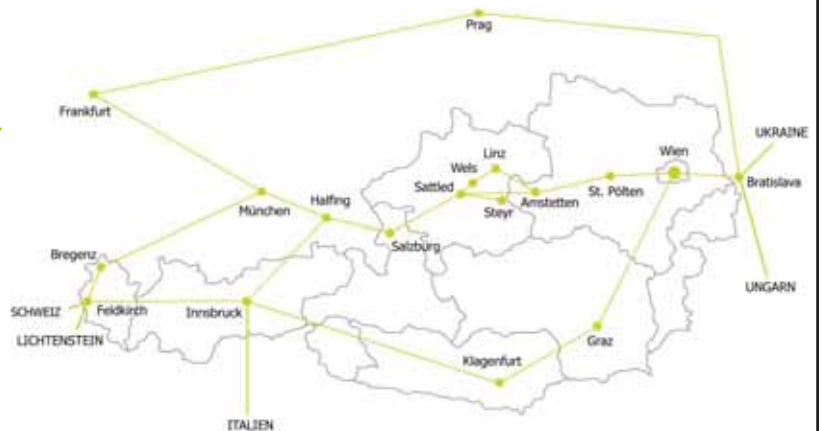 Prag
Frankfurt
UKRAINE
Wien
Linz
Wels
Sattled
Bratislava
St. Pölten
Amstetten
Steyr
München
Halfing
Salzburg
Bregenz
UNGARN
SCHWEIZ
Feldkirch
Innsbruck
LICHTENSTEIN
Graz
Klagenfurt
ITALIEN